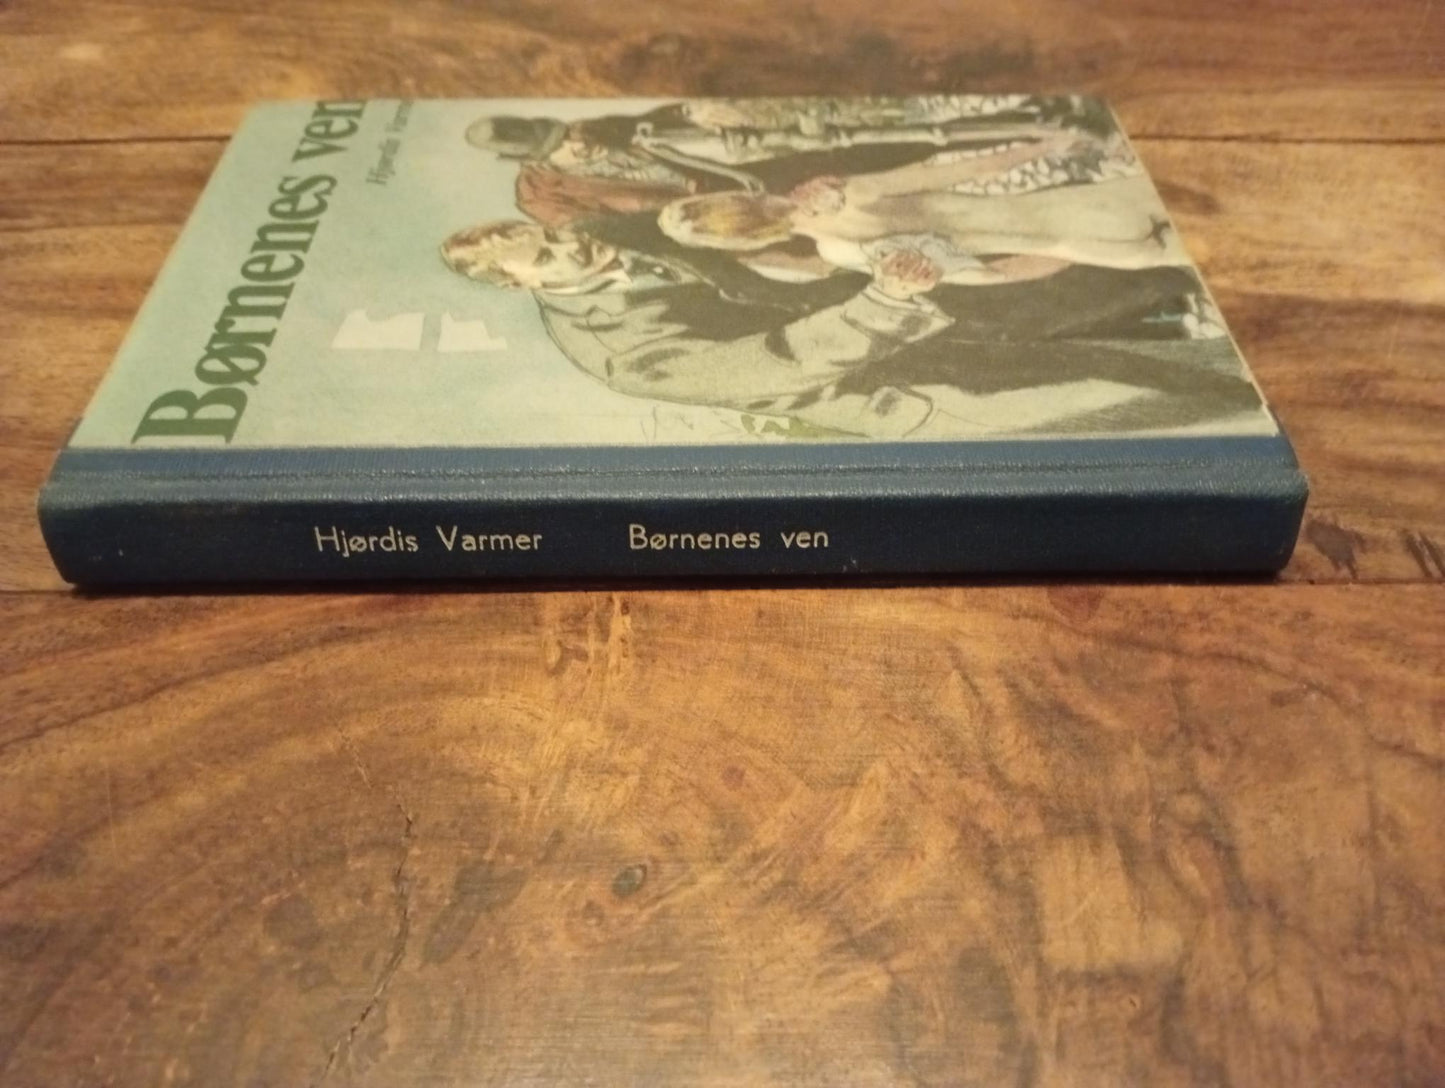 Børnenes ven
Hjørdis Varmer
Hjørdis Varmer Børnenes ven